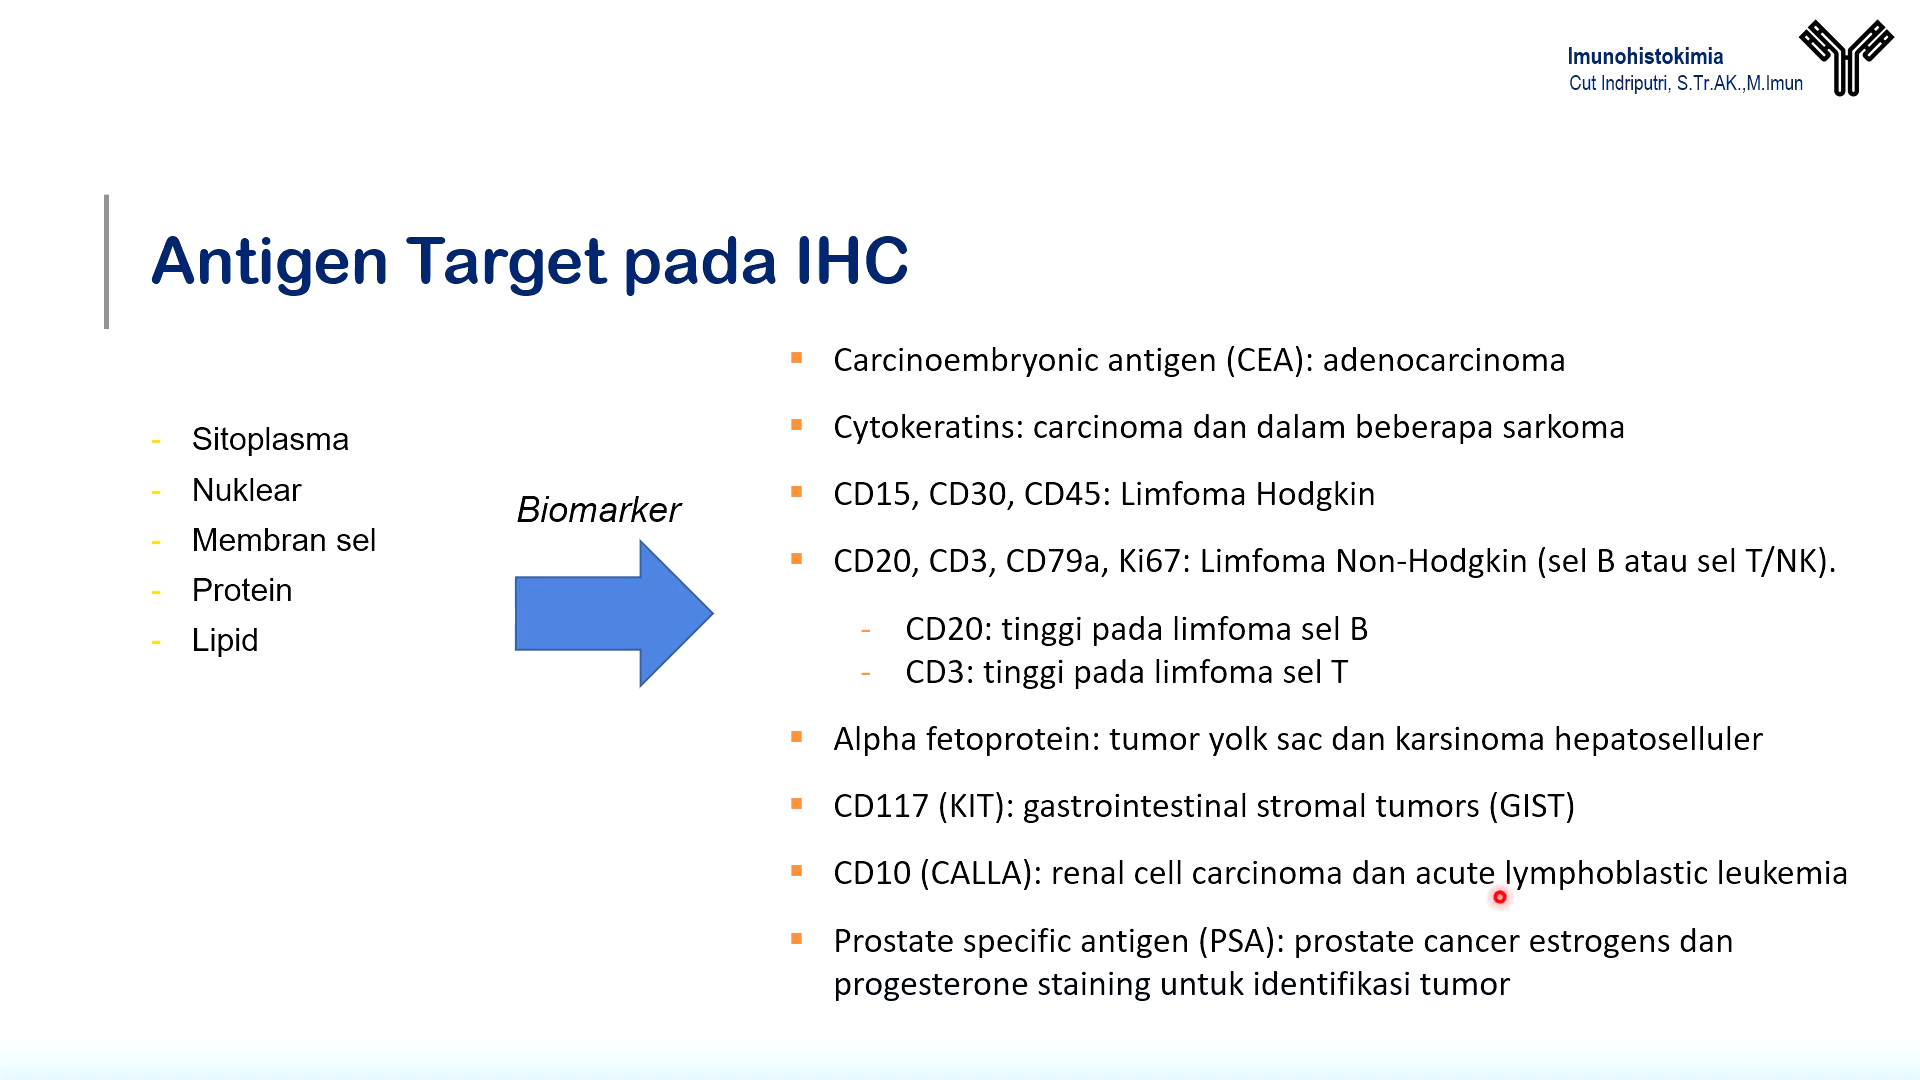 Imunohistokimia
Cut Indriputri, S.Tr.AK.,M.Imun
Antigen Target pada IHC
- Sitoplasma
- Nuklear
- Membran sel
- Protein
- Lipid
Biomarker
▪ Carcinoembryonic antigen (CEA): adenocarcinoma
▪ Cytokeratins: carcinoma dan dalam beberapa sarkoma
▪ CD15, CD30, CD45: Limfoma Hodgkin
▪ CD20, CD3, CD79a, Ki67: Limfoma Non-Hodgkin (sel B atau sel T/NK).
- CD20: tinggi pada limfoma sel B
- CD3: tinggi pada limfoma sel T
▪ Alpha fetoprotein: tumor yolk sac dan karsinoma hepatoselluler
▪ CD117 (KIT): gastrointestinal stromal tumors (GIST)
▪ CD10 (CALLA): renal cell carcinoma dan acute lymphoblastic leukemia
▪ Prostate specific antigen (PSA): prostate cancer estrogens dan
progesterone staining untuk identifikasi tumor